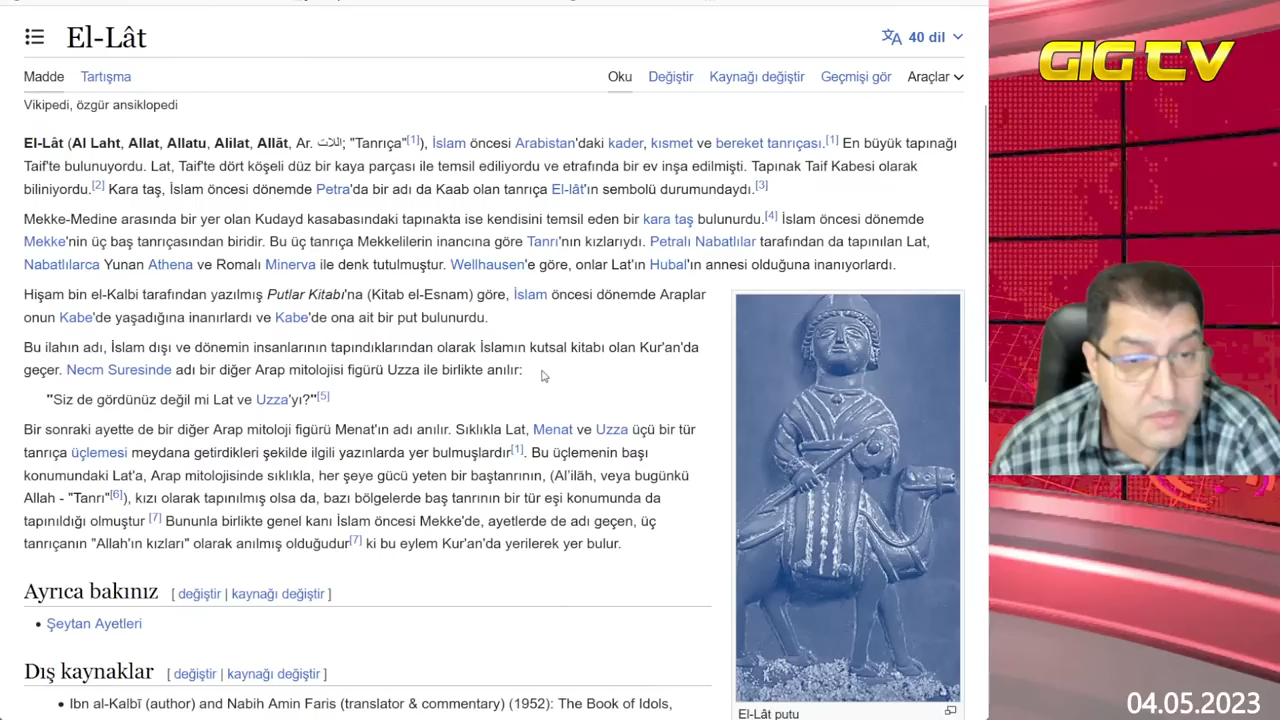 El-Lât
40 dil
Madde Tartışma Oku Değiştir Kaynağı değiştir Geçmişi gör Araçlar
Vikipedi, özgür ansiklopedi
El-Lât (Al Laht, Allat, Allatu, Alilat, Allāt, Ar. اللات; "Tanrıça"[1]), İslam öncesi Arabistan'daki kader, kısmet ve bereket tanrıçası.[1] En büyük tapınağı
Taif'te bulunuyordu. Lat, Taif'te dört köşeli düz bir kaya parçası ile temsil ediliyordu ve etrafında bir ev inşa edilmişti. Tapınak Taif Kabesi olarak
biliniyordu.[2] Kara taş, İslam öncesi dönemde Petra'da bir adı da Kaab olan tanrıça El-lât'ın sembolü durumundaydı.[3]
Mekke-Medine arasında bir yer olan Kudayd kasabasındaki tapınakta ise kendisini temsil eden bir kara taş bulunurdu.[4] İslam öncesi dönemde
Mekke'nin üç baş tanrıçasından biridir. Bu üç tanrıça Mekkelilerin inancına göre Tanrı'nın kızlarıydı. Petralı Nabatlılar tarafından da tapınılan Lat,
Nabatlılarca Yunan Athena ve Romalı Minerva ile denk tutulmuştur. Wellhausen'e göre, onlar Lat'ın Hubal'ın annesi olduğuna inanıyorlardı.
Hişam bin el-Kalbi tarafından yazılmış Putlar Kitabı'na (Kitab el-Esnam) göre, İslam öncesi dönemde Araplar
onun Kabe'de yaşadığına inanırlardı ve Kabe'de ona ait bir put bulunurdu.
Bu ilahın adı, İslam dışı ve dönemin insanlarının tapındıklarından olarak İslamın kutsal kitabı olan Kur'an'da
geçer. Necm Suresinde adı bir diğer Arap mitolojisi figürü Uzza ile birlikte anılır:
"Siz de gördünüz değil mi Lat ve Uzza'yı?"[5]
Bir sonraki ayette de bir diğer Arap mitoloji figürü Menat'ın adı anılır. Sıklıkla Lat, Menat ve Uzza üçü bir tür
tanrıça üçlemesi meydana getirdikleri şekilde ilgili yazınlarda yer bulmuşlardır[1]. Bu üçlemenin başı
konumundaki Lat'a, Arap mitolojisinde sıklıkla, her şeye gücü yeten bir baştanrının, (Al'ilāh, veya bugünkü
Allah - "Tanrı"[6]), kızı olarak tapınılmış olsa da, bazı bölgelerde baş tanrının bir tür eşi konumunda da
tapınıldığı olmuştur [7] Bununla birlikte genel kanı İslam öncesi Mekke'de, ayetlerde de adı geçen, üç
tanrıçanın "Allah'ın kızları" olarak anılmış olduğudur[7] ki bu eylem Kur'an'da yerilerek yer bulur.
Ayrıca bakınız [ değiştir | kaynağı değiştir ]
Şeytan Ayetleri
Dış kaynaklar [ değiştir | kaynağı değiştir ]
Ibn al-Kalbī (author) and Nabih Amin Faris (translator & commentary) (1952): The Book of Idols,
El-Lât putu
GIG TV
04.05.2023